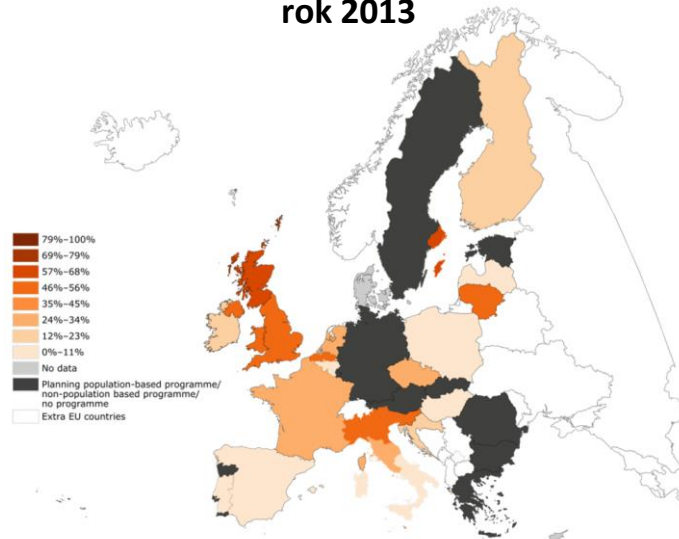 rok 2013
79%–100%
69%–79%
57%–68%
46%–56%
35%–45%
24%–34%
12%–23%
0%–11%
No data
Planning population-based programme/
non-population based programme/
no programme
Extra EU countries